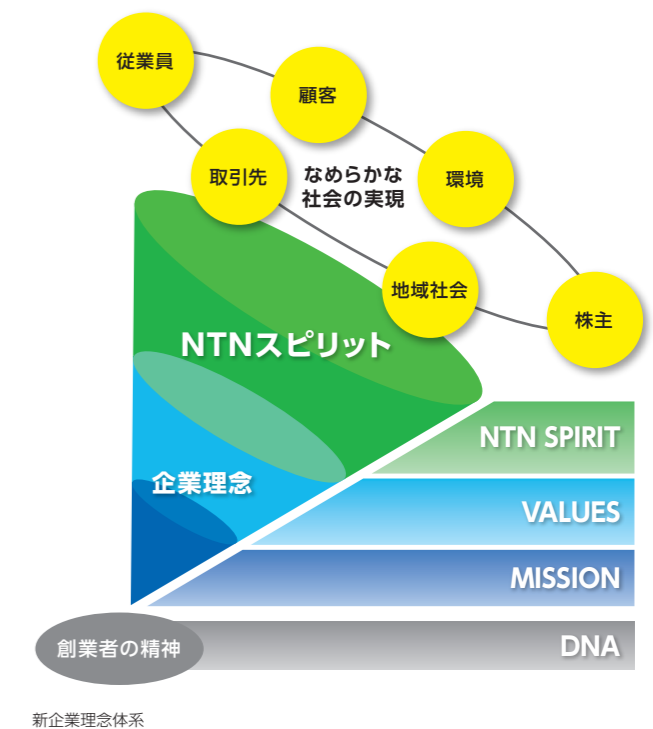 従業員
顧客
取引先
なめらかな
社会の実現
環境
地域社会
株主
NTNスピリット
NTN SPIRIT
企業理念
VALUES
MISSION
創業者の精神
DNA
新企業理念体系